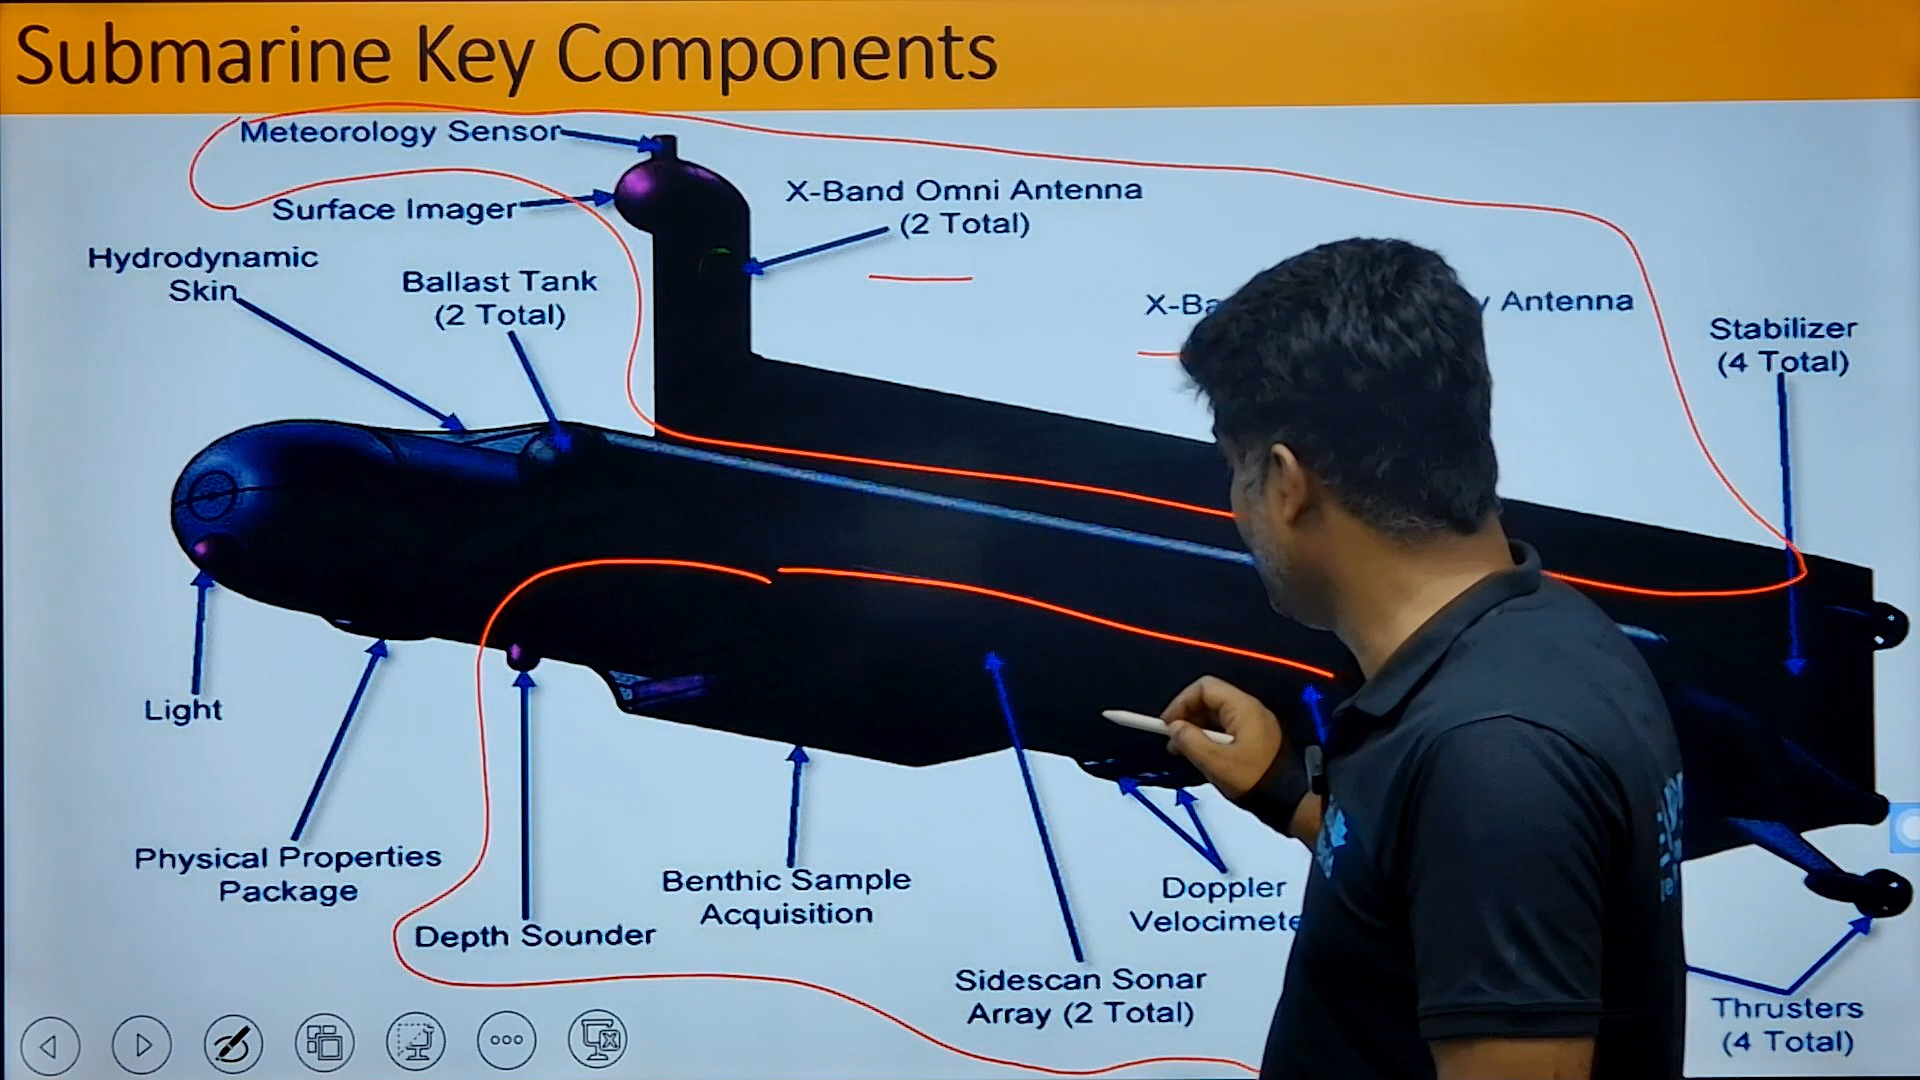 Submarine Key Components
Meteorology Sensor
Surface Imager
X-Band Omni Antenna
(2 Total)
Hydrodynamic
Skin
Ballast Tank
(2 Total)
Antenna
Stabilizer
(4 Total)
Light
Physical Properties
Package
Depth Sounder
Benthic Sample
Acquisition
Doppler
Sidescan Sonar
Array (2 Total)
Thrusters
(4 Total)